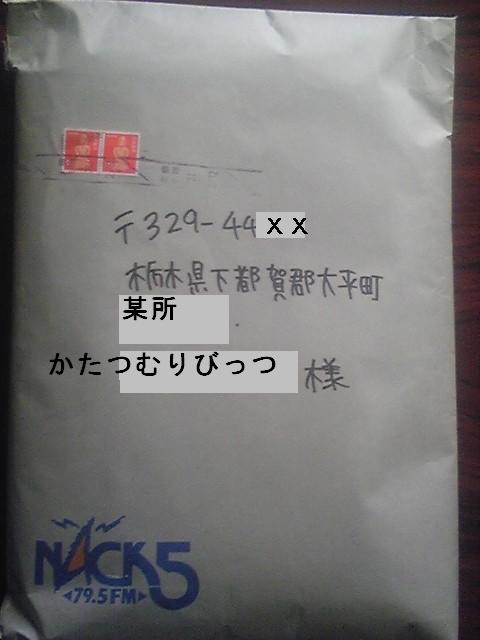 〒329-44xx
栃木県下都賀郡大平町
某所
かたつむりびっつ 様
NACK5
79.5FM